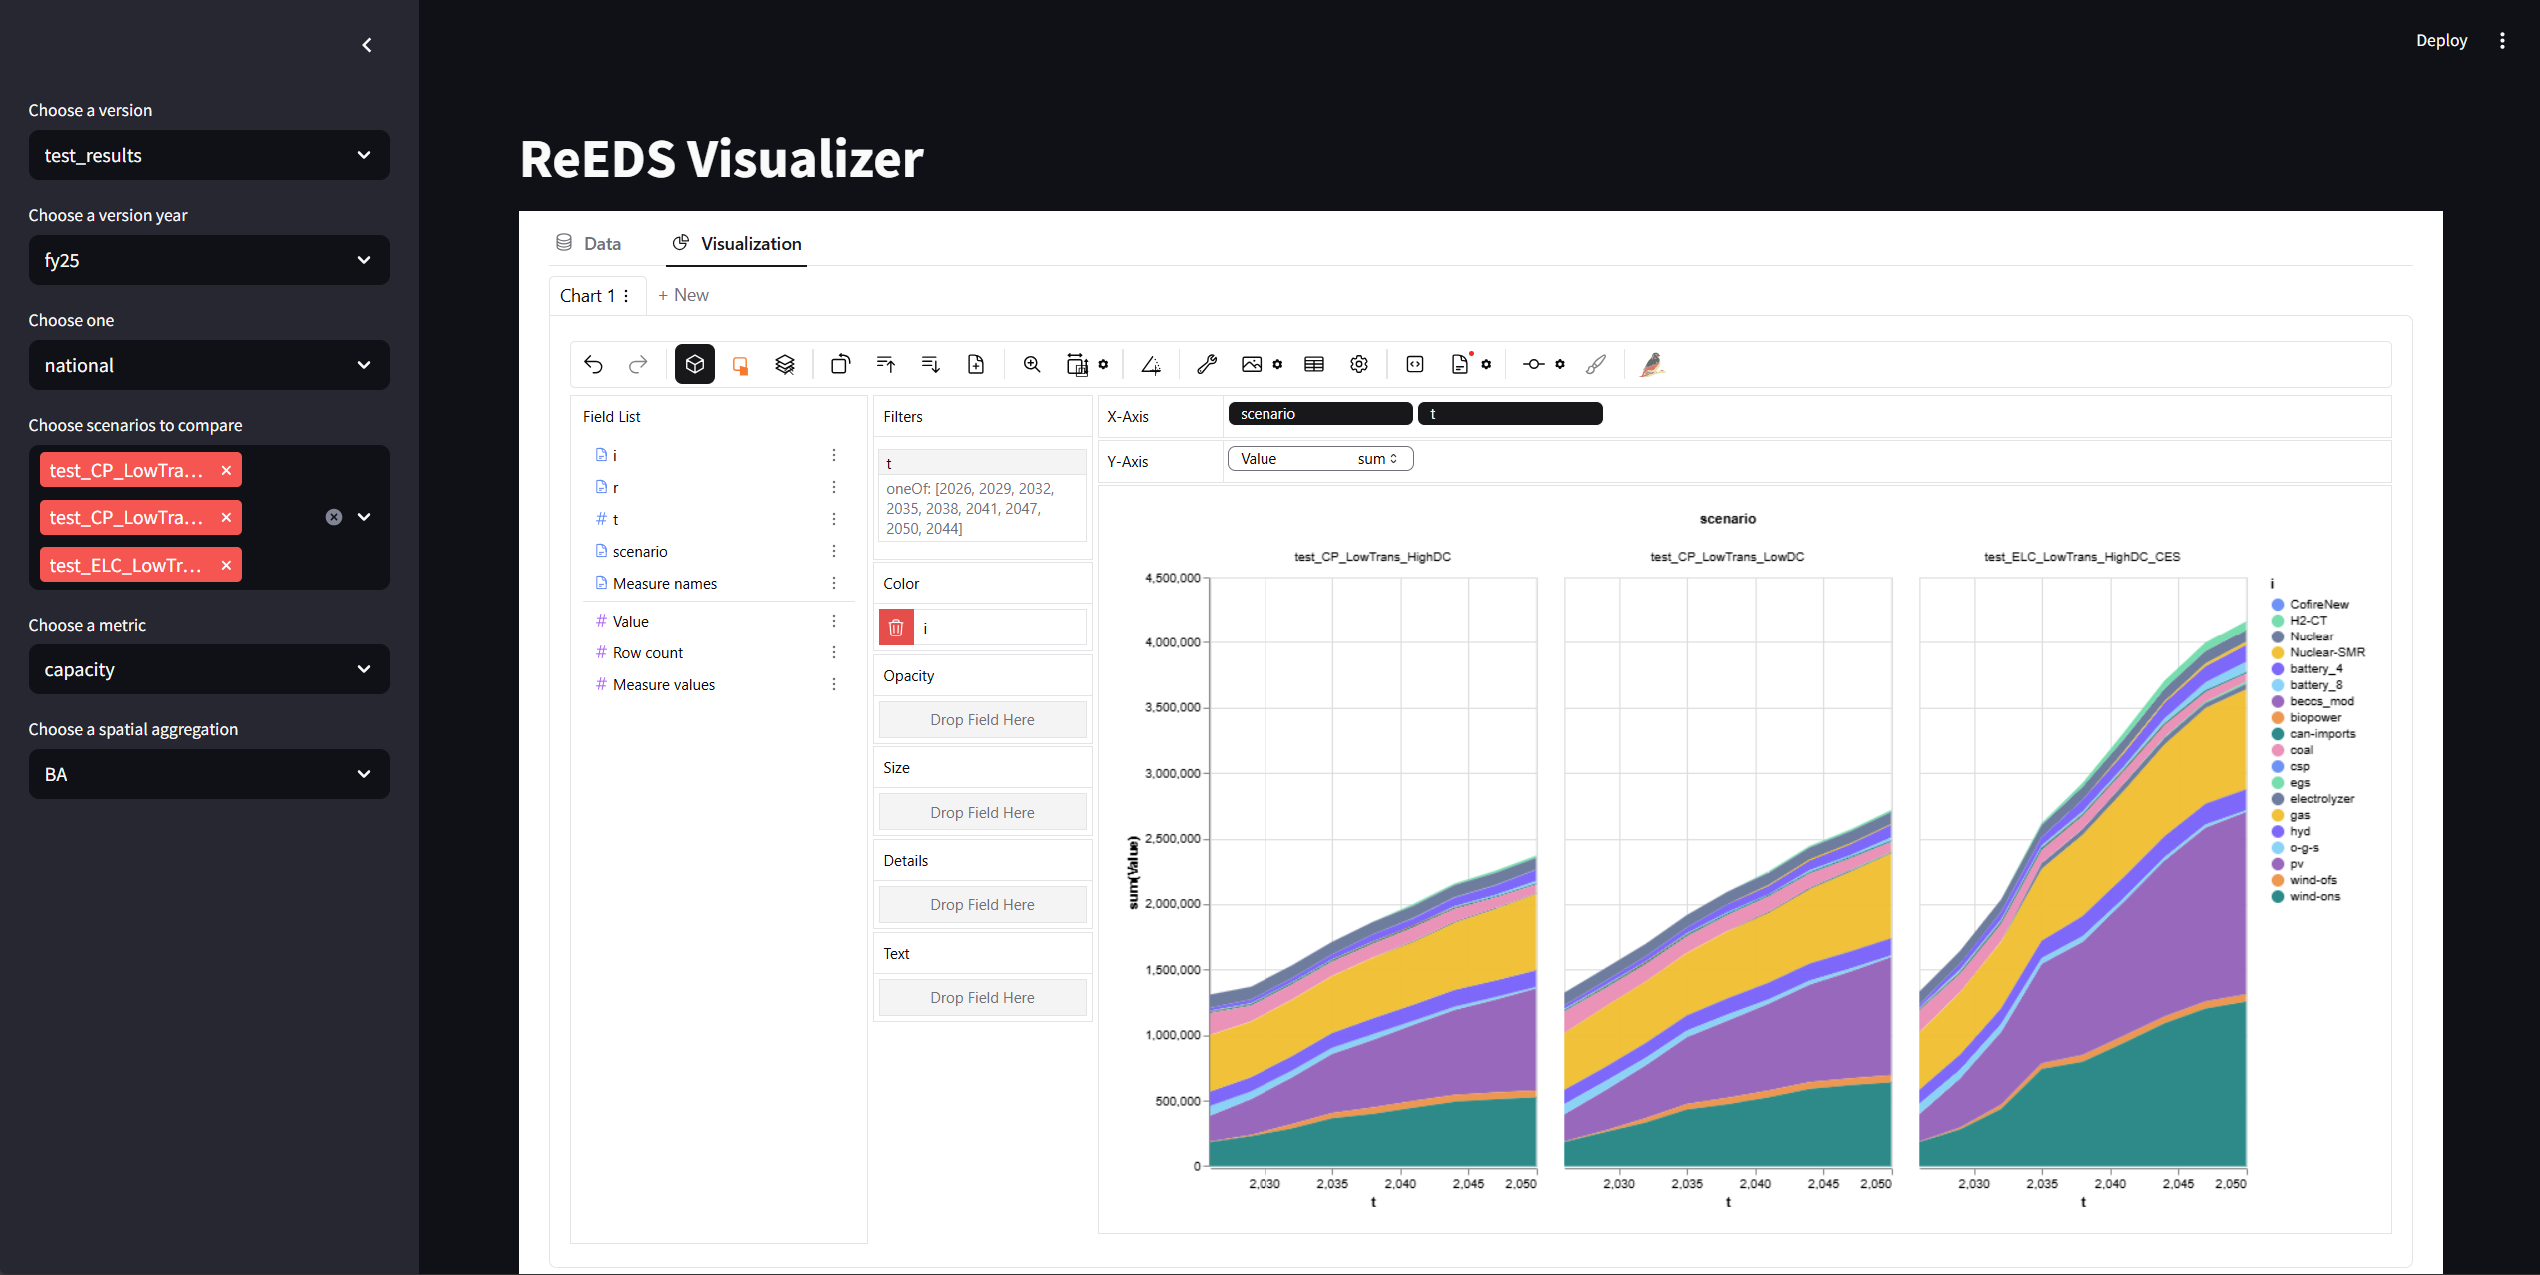 Deploy
Choose a version
test_results
Choose a version year
fy25
Choose one
national
Choose scenarios to compare
test_CP_LowTra...
test_CP_LowTra...
test_ELC_LowTr...
Choose a metric
capacity
Choose a spatial aggregation
BA
ReEDS Visualizer
Data
Visualization
Chart 1
+ New
Field List
i
r
# t
scenario
Measure names
# Value
# Row count
# Measure values
Filters
t
oneOf: [2026, 2029, 2032,
2035, 2038, 2041, 2047,
2050, 2044]
Color
i
Opacity
Drop Field Here
Size
Drop Field Here
Details
Drop Field Here
Text
Drop Field Here
X-Axis
scenario
t
Y-Axis
Value sum
scenario
test_CP_LowTrans_HighDC
test_CP_LowTrans_LowDC
test_ELC_LowTrans_HighDC_CES
sum(Value)
4,500,000
4,000,000
3,500,000
3,000,000
2,500,000
2,000,000
1,500,000
1,000,000
500,000
0
2,030 2,035 2,040 2,045 2,050
t
2,030 2,035 2,040 2,045 2,050
t
2,030 2,035 2,040 2,045 2,050
t
i
CofireNew
H2-CT
Nuclear
Nuclear-SMR
battery_4
battery_8
beccs_mod
biopower
can-imports
coal
csp
egs
electrolyzer
gas
hyd
o-g-s
pv
wind-ofs
wind-ons